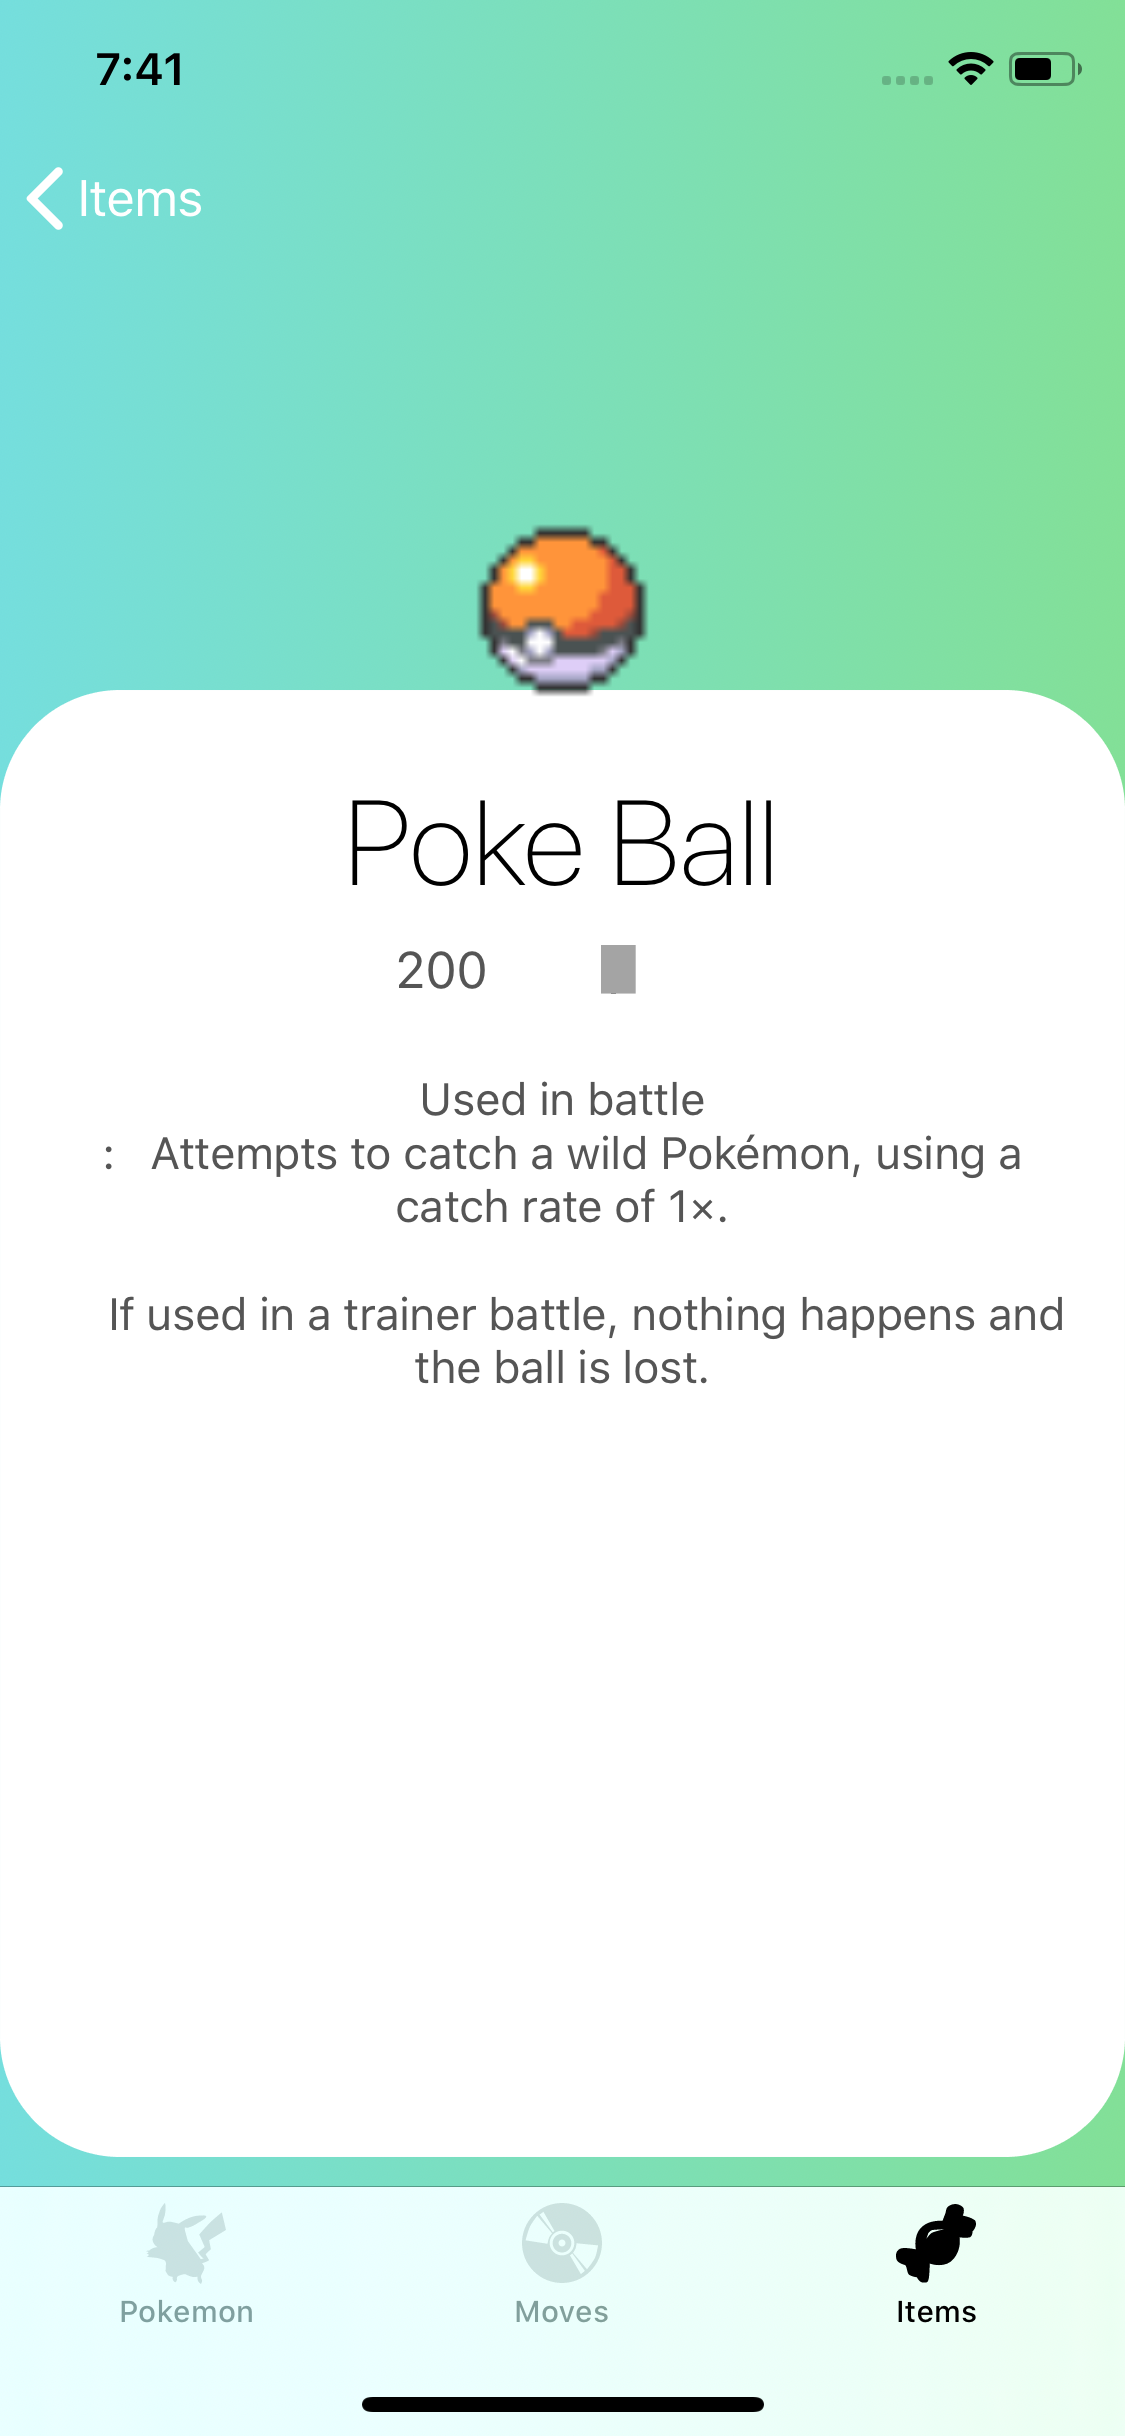 7:41
Items
Poke Ball
200
Used in battle
: Attempts to catch a wild Pokémon, using a
catch rate of 1×.
If used in a trainer battle, nothing happens and
the ball is lost.
Pokemon
Moves
Items